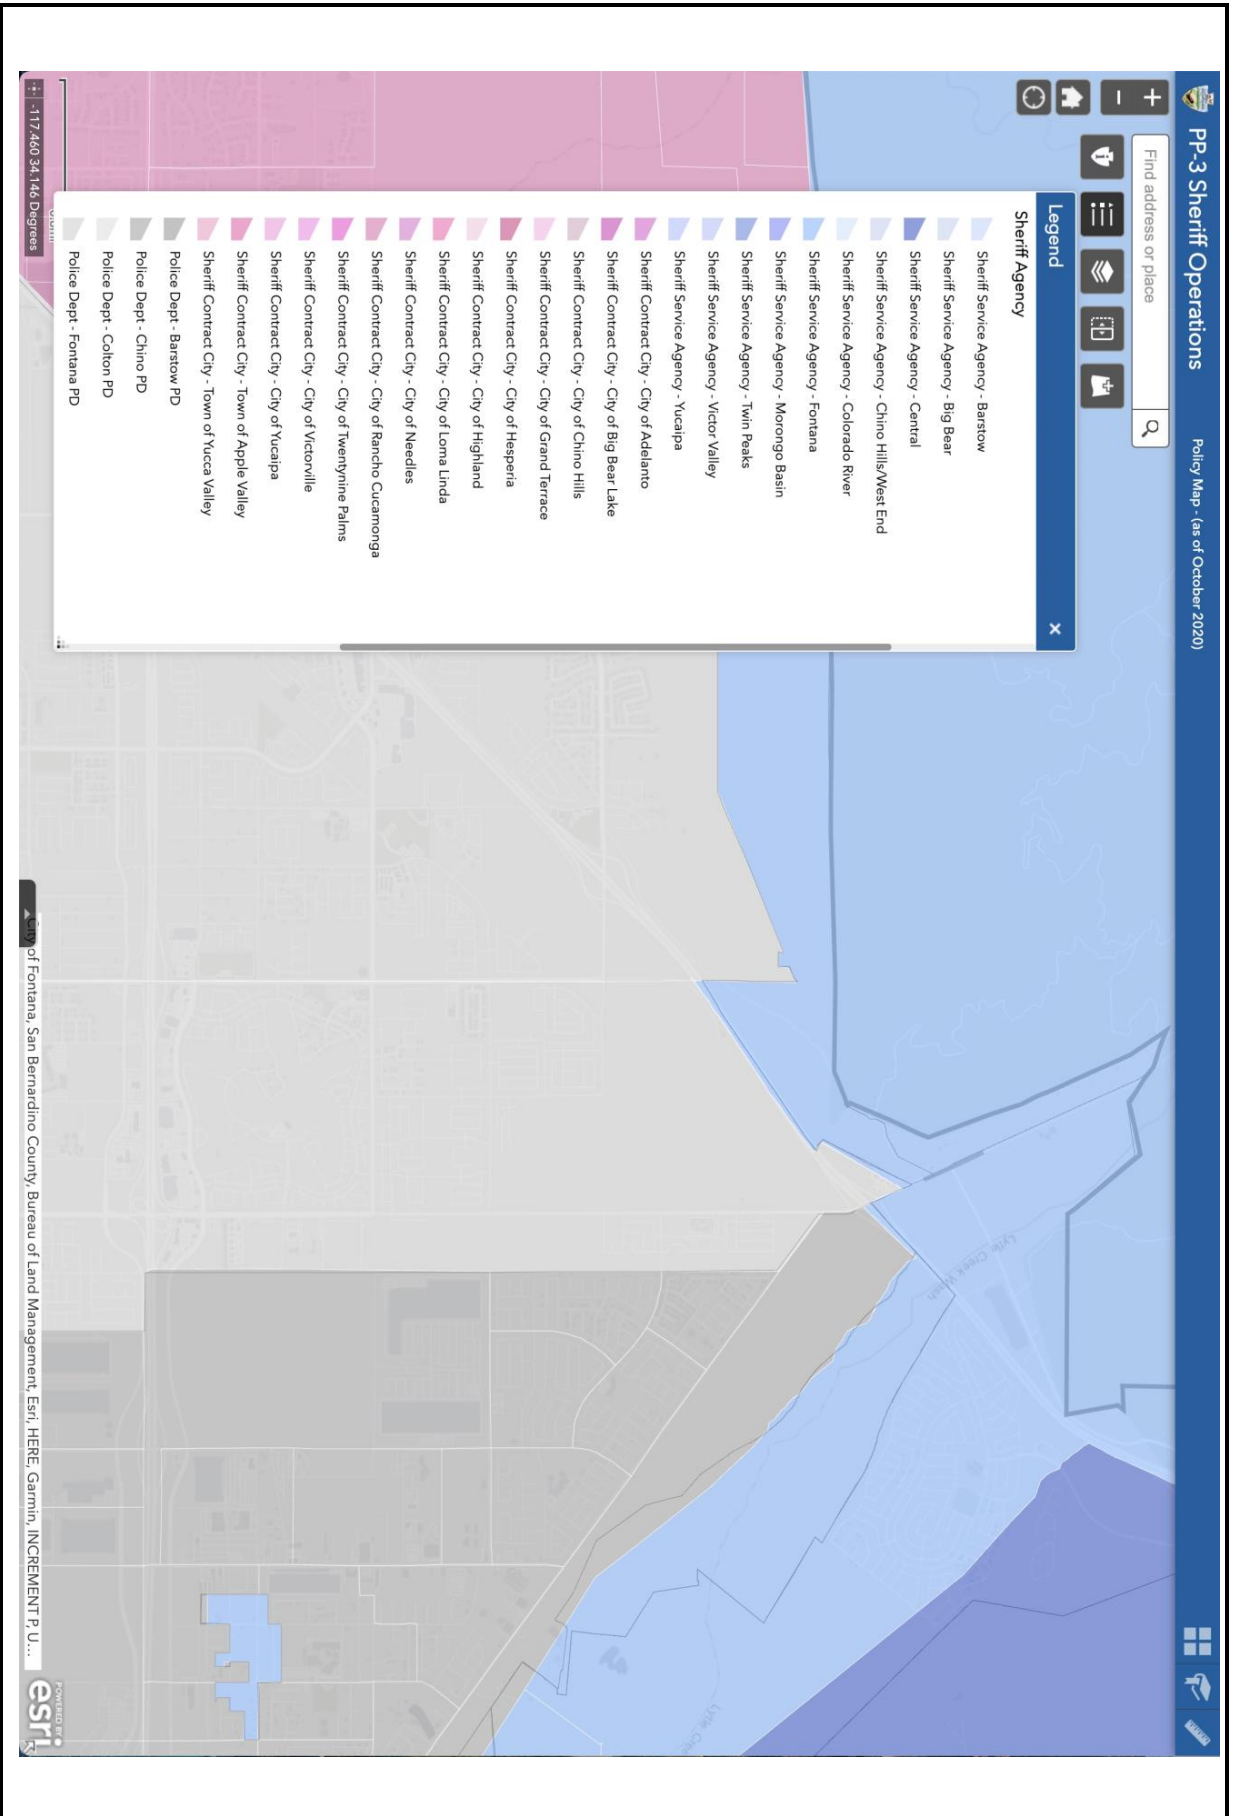 PP-3 Sheriff Operations
Policy Map - (as of October 2020)
+
Find address or place
−
Legend
×
Sheriff Agency
Sheriff Service Agency - Barstow
Sheriff Service Agency - Big Bear
Sheriff Service Agency - Central
Sheriff Service Agency - Chino Hills/West End
Sheriff Service Agency - Colorado River
Sheriff Service Agency - Fontana
Sheriff Service Agency - Morongo Basin
Sheriff Service Agency - Twin Peaks
Sheriff Service Agency - Victor Valley
Sheriff Service Agency - Yucaipa
Sheriff Contract City - City of Adelanto
Sheriff Contract City - City of Big Bear Lake
Sheriff Contract City - City of Chino Hills
Sheriff Contract City - City of Grand Terrace
Sheriff Contract City - City of Hesperia
Sheriff Contract City - City of Highland
Sheriff Contract City - City of Loma Linda
Sheriff Contract City - City of Needles
Sheriff Contract City - City of Rancho Cucamonga
Sheriff Contract City - City of Twentynine Palms
Sheriff Contract City - City of Victorville
Sheriff Contract City - City of Yucaipa
Sheriff Contract City - Town of Apple Valley
Sheriff Contract City - Town of Yucca Valley
Police Dept - Barstow PD
Police Dept - Chino PD
Police Dept - Colton PD
Police Dept - Fontana PD
Lytle Creek Wash
Lytle Cree
-117.460 34.146 Degrees
City of Fontana, San Bernardino County, Bureau of Land Management, Esri, HERE, Garmin, INCREMENT P, U...
POWERED BY
esri